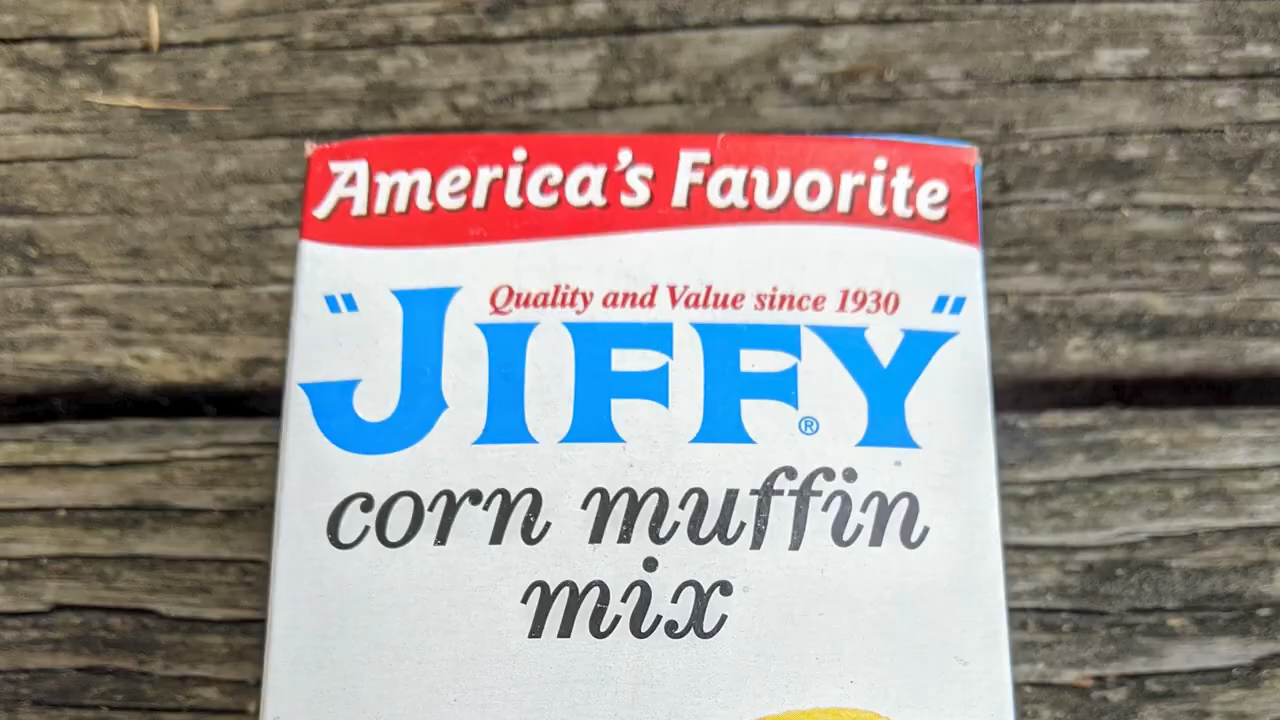 America's Favorite
Quality and Value since 1930
"JIFFY"®
corn muffin
mix